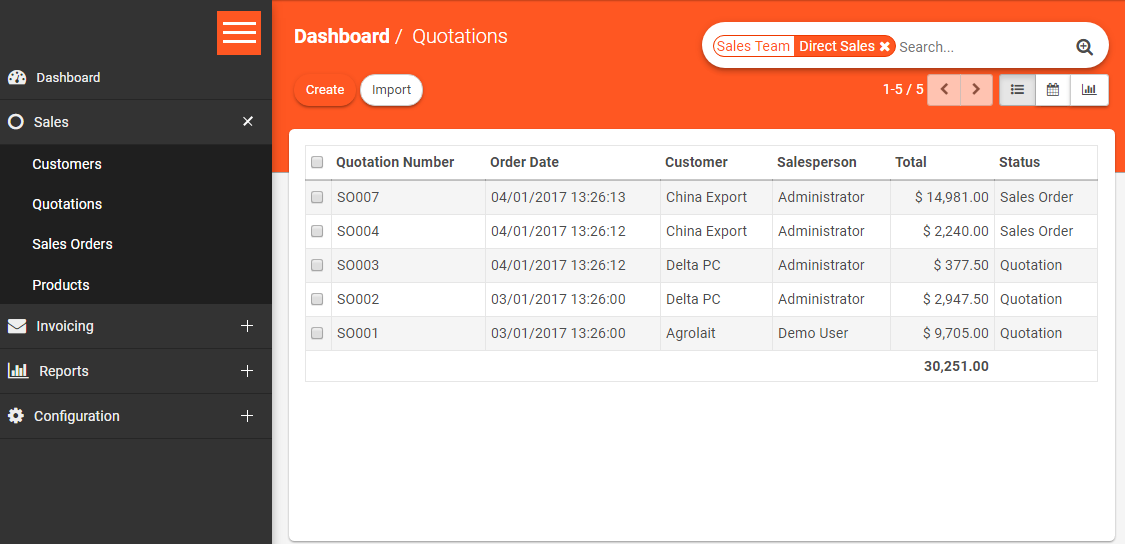 Dashboard / Quotations
Sales Team Direct Sales ✖ Search...
Create Import
1-5 / 5
Dashboard
Sales
Customers
Quotations
Sales Orders
Products
Invoicing
Reports
Configuration
Quotation Number Order Date Customer Salesperson Total Status
SO007 04/01/2017 13:26:13 China Export Administrator $ 14,981.00 Sales Order
SO004 04/01/2017 13:26:12 China Export Administrator $ 2,240.00 Sales Order
SO003 04/01/2017 13:26:12 Delta PC Administrator $ 377.50 Quotation
SO002 03/01/2017 13:26:00 Delta PC Administrator $ 2,947.50 Quotation
SO001 03/01/2017 13:26:00 Agrolait Demo User $ 9,705.00 Quotation
30,251.00